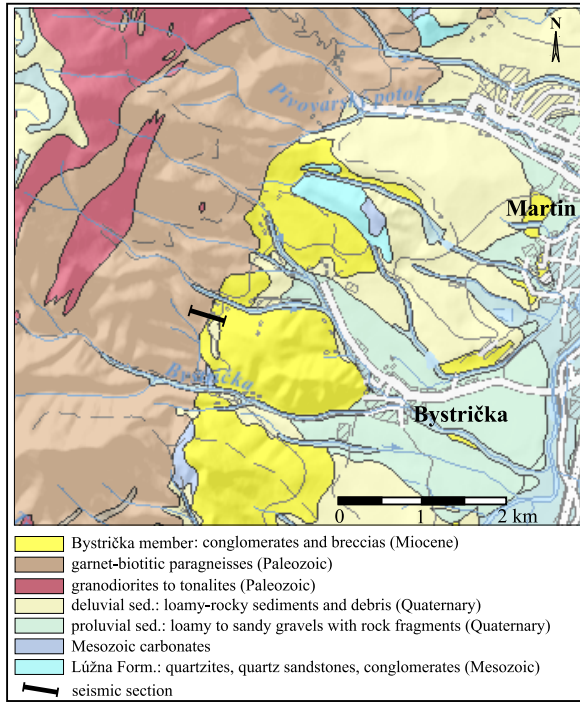 N
Pivovarský potok
Martin
Bystrička
Bystrička
0 1 2 km
Bystrička member: conglomerates and breccias (Miocene)
garnet-biotitic paragneisses (Paleozoic)
granodiorites to tonalites (Paleozoic)
deluvial sed.: loamy-rocky sediments and debris (Quaternary)
proluvial sed.: loamy to sandy gravels with rock fragments (Quaternary)
Mesozoic carbonates
Lúžna Form.: quartzites, quartz sandstones, conglomerates (Mesozoic)
seismic section